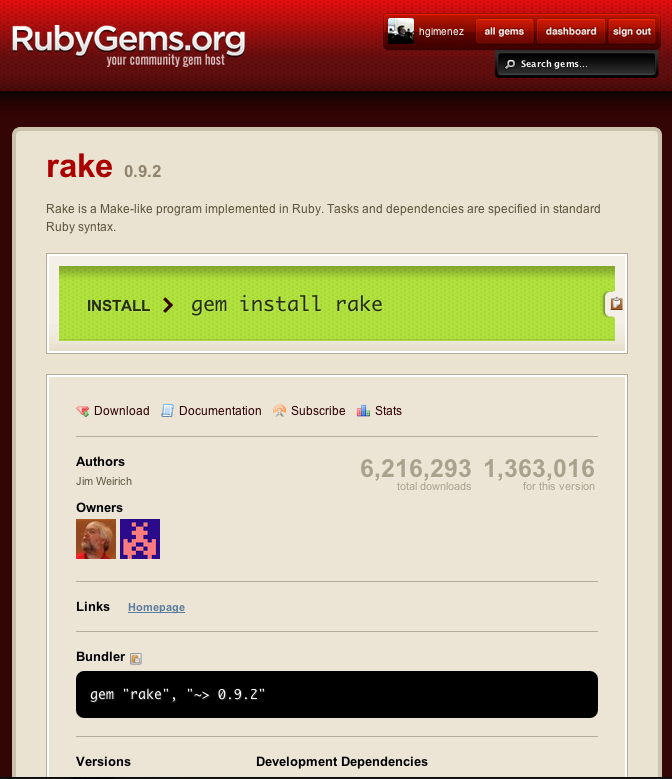 RubyGems.org
your community gem host
hgimenez
all gems
dashboard
sign out
Search gems...
rake 0.9.2
Rake is a Make-like program implemented in Ruby. Tasks and dependencies are specified in standard
Ruby syntax.
INSTALL gem install rake
Download Documentation Subscribe Stats
Authors
Jim Weirich
6,216,293 1,363,016
total downloads for this version
Owners
Links Homepage
Bundler
gem "rake", "~> 0.9.2"
Versions Development Dependencies